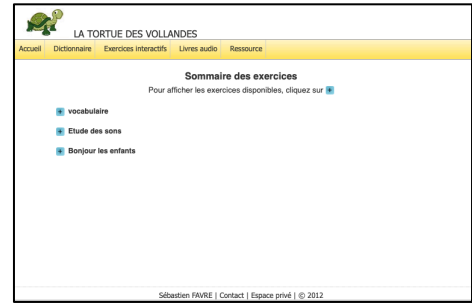 LA TORTUE DES VOLLANDES
Accueil Dictionnaire Exercices interactifs Livres audio Ressource
Sommaire des exercices
Pour afficher les exercices disponibles, cliquez sur +
+ vocabulaire
+ Etude des sons
+ Bonjour les enfants
Sébastien FAVRE | Contact | Espace privé | © 2012